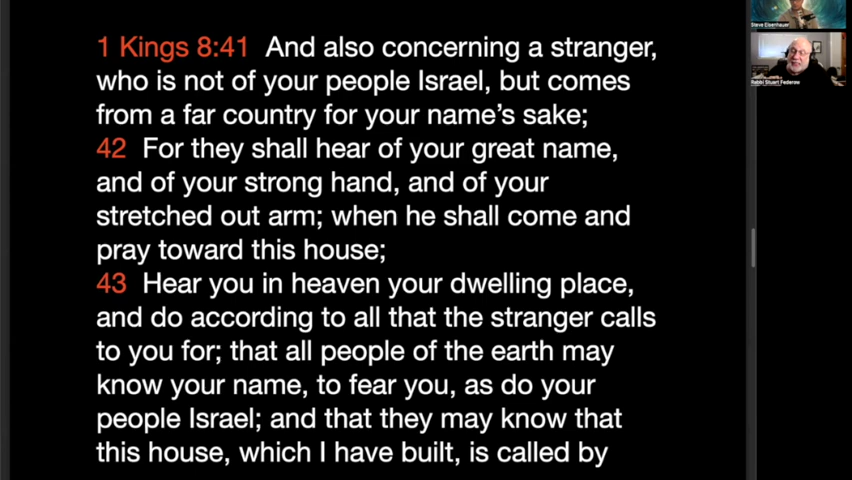 1 Kings 8:41 And also concerning a stranger,
who is not of your people Israel, but comes
from a far country for your name's sake;
42 For they shall hear of your great name,
and of your strong hand, and of your
stretched out arm; when he shall come and
pray toward this house;
43 Hear you in heaven your dwelling place,
and do according to all that the stranger calls
to you for; that all people of the earth may
know your name, to fear you, as do your
people Israel; and that they may know that
this house, which I have built, is called by
Steve Eisenhauer
Rabbi Stuart Federow